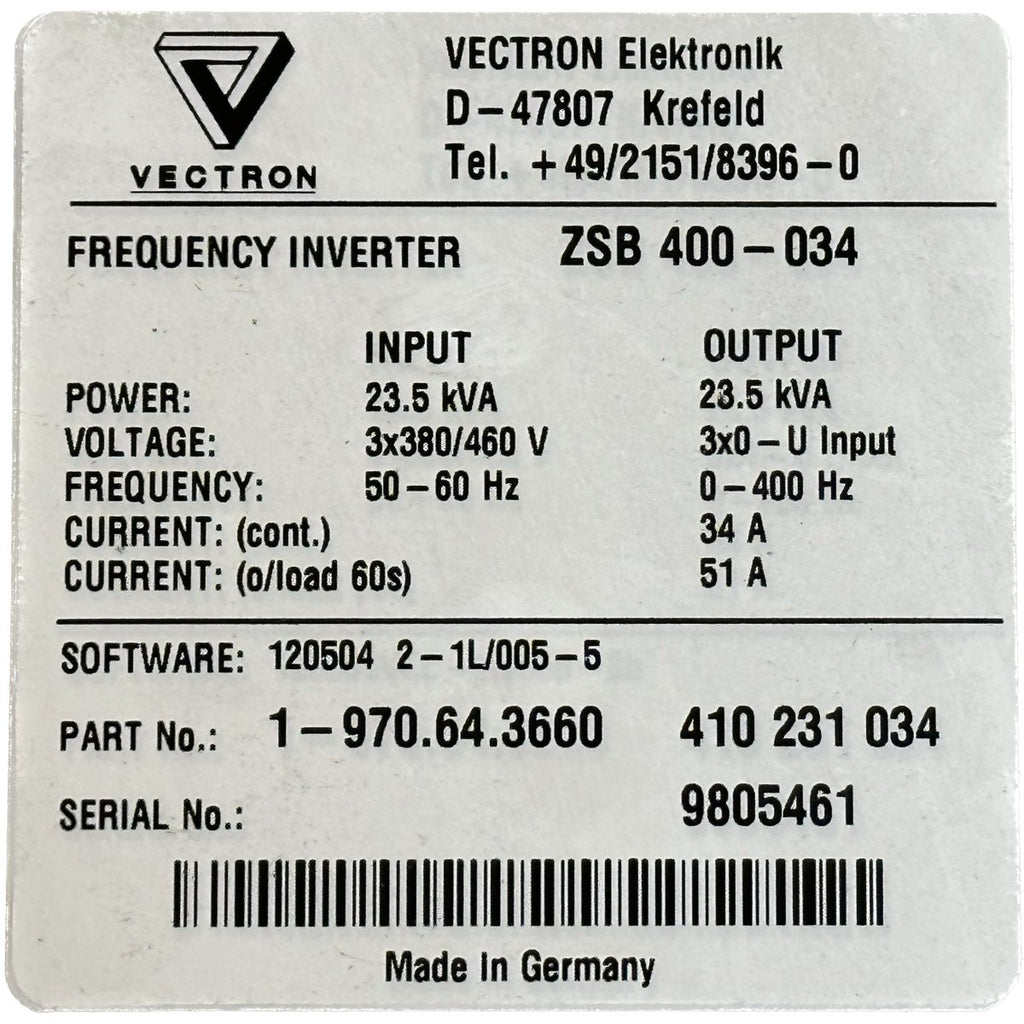 VECTRON
VECTRON Elektronik
D-47807 Krefeld
Tel. +49/2151/8396-0
FREQUENCY INVERTER ZSB 400-034
INPUT OUTPUT
POWER: 23.5 kVA 23.5 kVA
VOLTAGE: 3x380/460 V 3x0-U Input
FREQUENCY: 50-60 Hz 0-400 Hz
CURRENT: (cont.) 34 A
CURRENT: (o/load 60s) 51 A
SOFTWARE: 120504 2-1L/005-5
PART No.: 1-970.64.3660 410 231 034
SERIAL No.: 9805461
Made in Germany